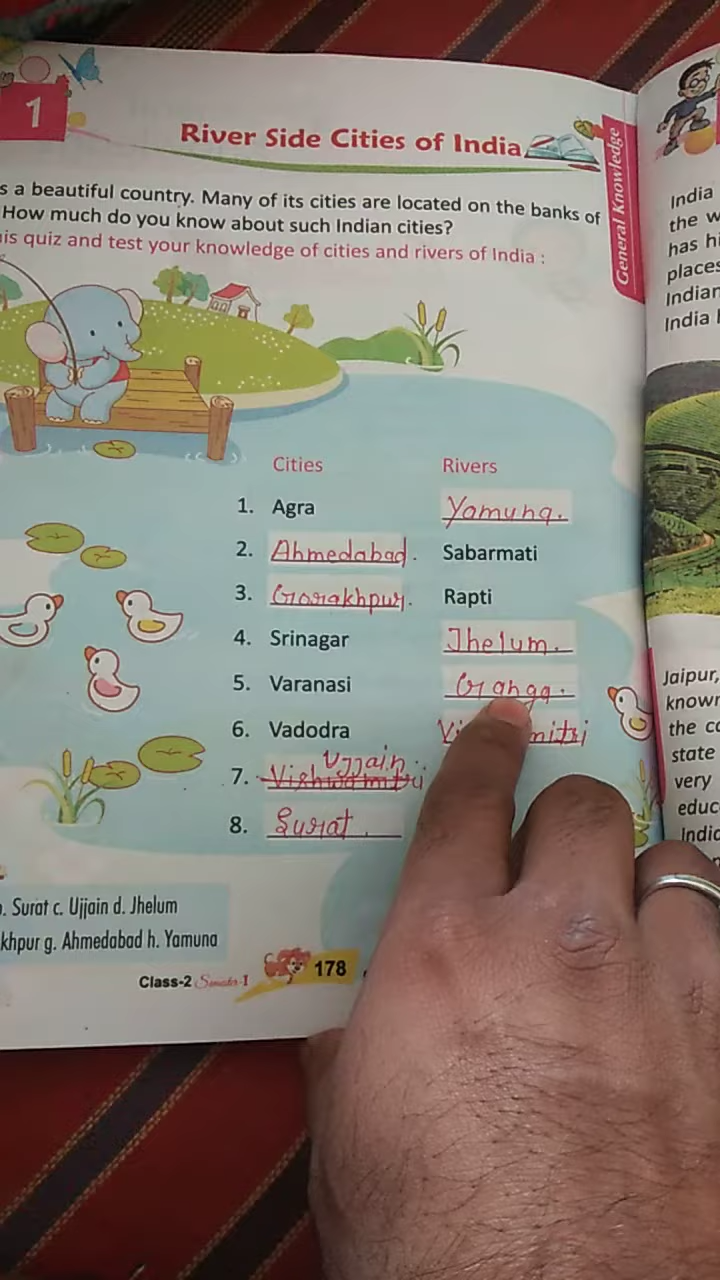 1
River Side Cities of India
General Knowledge
s a beautiful country. Many of its cities are located on the banks of
How much do you know about such Indian cities?
is quiz and test your knowledge of cities and rivers of India :
Cities Rivers
1. Agra Yamuna.
2. Ahmedabad. Sabarmati
3. Gorakhpur. Rapti
4. Srinagar Jhelum.
5. Varanasi Ganga.
6. Vadodra
Ujjain
7. Vishwamitri
8. Surat.
. Surat c. Ujjain d. Jhelum
khpur g. Ahmedabad h. Yamuna
Class-2 Semester-I 178
India
the w
has hi
places
Indian
India
Jaipur,
known
the co
state
very
educ
India